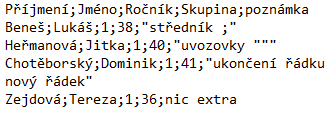 Příjmení;Jméno;Ročník;Skupina;poznámka
Beneš;Lukáš;1;38;"středník ;"
Heřmanová;Jitka;1;40;"uvozovky """
Chotěborský;Dominik;1;41;"ukončení řádku
nový řádek"
Zejdová;Tereza;1;36;nic extra